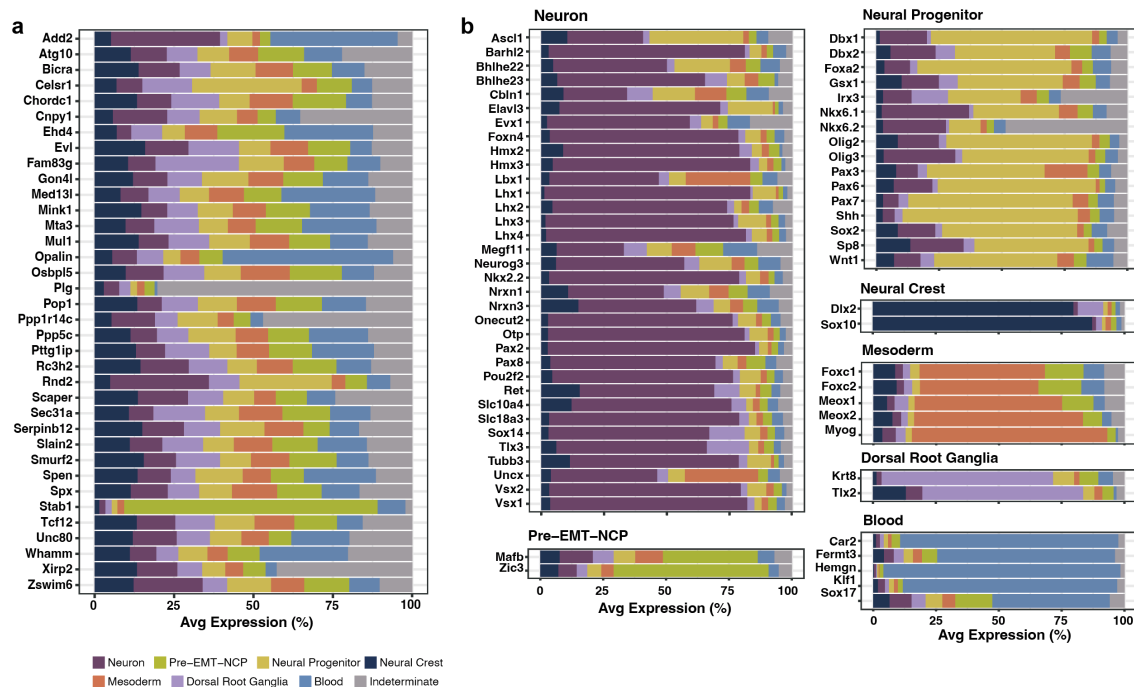 a
Add2
Atg10
Bicra
Celsr1
Chordc1
Cnpy1
Ehd4
Evl
Fam83g
Gon4l
Med13l
Mink1
Mta3
Mul1
Opalin
Osbpl5
Plg
Pop1
Ppp1r14c
Ppp5c
Pttg1ip
Rc3h2
Rnd2
Scaper
Sec31a
Serpinb12
Slain2
Smurf2
Spen
Spx
Stab1
Tcf12
Unc80
Whamm
Xirp2
Zswim6
0 25 50 75 100
Avg Expression (%)
b
Neuron
Ascl1
Barhl2
Bhlhe22
Bhlhe23
Cbln1
Elavl3
Evx1
Foxn4
Hmx2
Hmx3
Lbx1
Lhx1
Lhx2
Lhx3
Lhx4
Megf11
Neurog3
Nkx2.2
Nrxn1
Nrxn3
Onecut2
Otp
Pax2
Pax8
Pou2f2
Ret
Slc10a4
Slc18a3
Sox14
Tlx3
Tubb3
Uncx
Vsx2
Vsx1
Pre−EMT−NCP
Mafb
Zic3
0 25 50 75 100
Avg Expression (%)
Neural Progenitor
Dbx1
Dbx2
Foxa2
Gsx1
Irx3
Nkx6.1
Nkx6.2
Olig2
Olig3
Pax3
Pax6
Pax7
Shh
Sox2
Sp8
Wnt1
0 25 50 75 100
Neural Crest
Dlx2
Sox10
0 25 50 75 100
Mesoderm
Foxc1
Foxc2
Meox1
Meox2
Myog
Dorsal Root Ganglia
Krt8
Tlx2
Blood
Car2
Fermt3
Hemgn
Klf1
Sox17
0 25 50 75 100
Avg Expression (%)
Neuron Pre−EMT−NCP Neural Progenitor Neural Crest
Mesoderm Dorsal Root Ganglia Blood Indeterminate